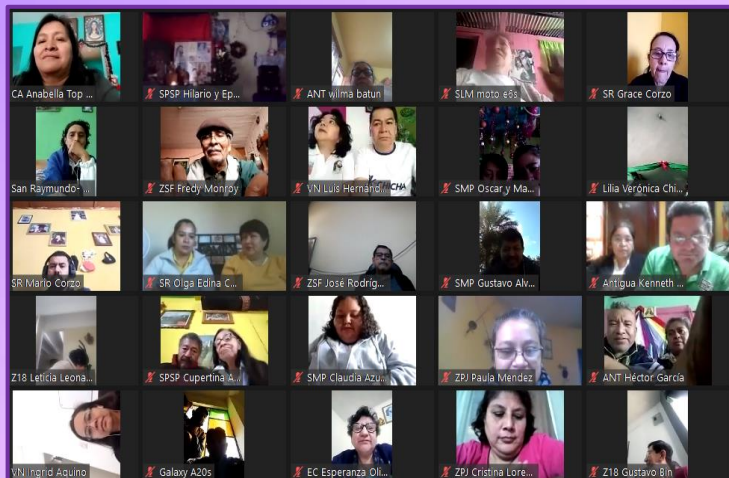 CA Anabella Top ...
SPSP Hilario y Ep...
ANT wilma batun
SLM moto e6s
SR Grace Corzo
San Raymundo- ...
ZSF Fredy Monroy
VN Luis Hernánd...
SMP Oscar y Ma...
Lilia Verónica Chi...
SR Mario Corzo
SR Olga Edina C...
ZSF José Rodríg...
SMP Gustavo Alv...
Antigua Kenneth ...
Z18 Leticia Leona...
SPSP Cupertina A...
SMP Claudia Azu...
ZPJ Paula Mendez
ANT Héctor García
VN Ingrid Aquino
Galaxy A20s
EC Esperanza Oli...
ZPJ Cristina Lore...
Z18 Gustavo Bin